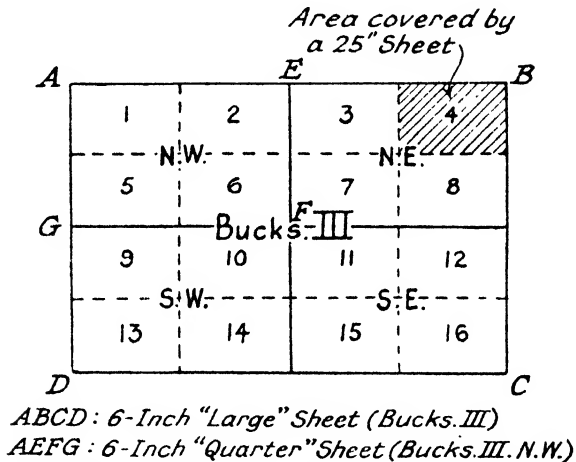 Area covered by
a 25" Sheet
A E B
1 2 3 4
N.W. N.E.
5 6 7 8
F
G Bucks. III
9 10 11 12
S.W. S.E.
13 14 15 16
D C
ABCD : 6-Inch "Large" Sheet (Bucks. III)
AEFG : 6-Inch "Quarter" Sheet (Bucks. III. N.W.)